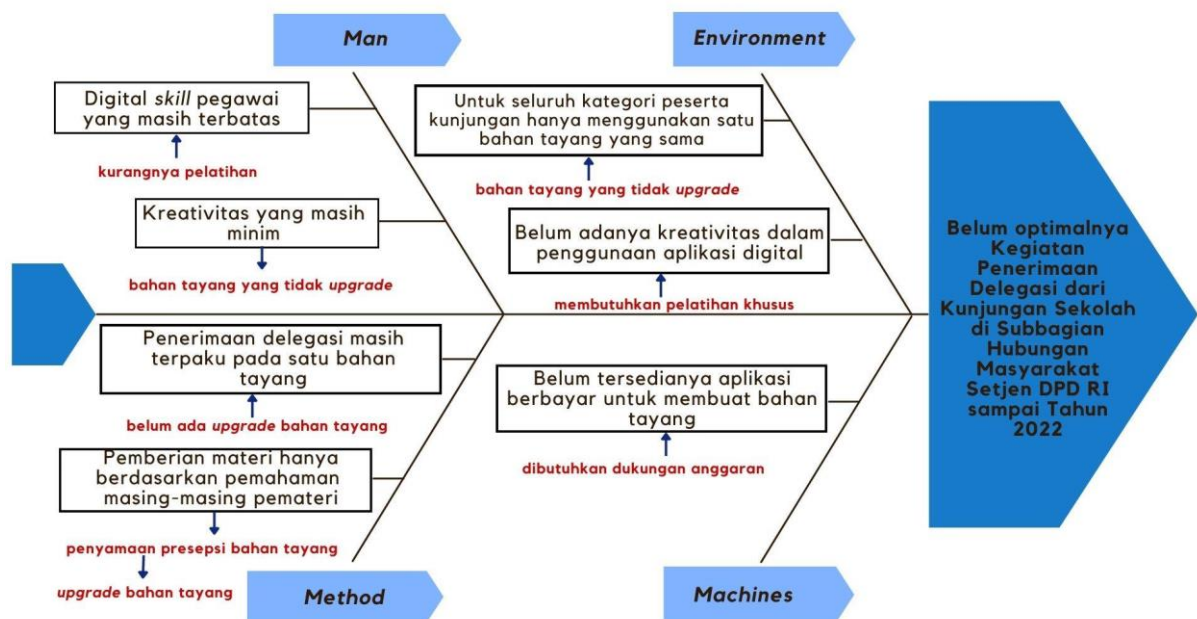 Man
Environment
Digital skill pegawai
yang masih terbatas
kurangnya pelatihan
Kreativitas yang masih
minim
bahan tayang yang tidak upgrade
Untuk seluruh kategori peserta
kunjungan hanya menggunakan satu
bahan tayang yang sama
bahan tayang yang tidak upgrade
Belum adanya kreativitas dalam
penggunaan aplikasi digital
membutuhkan pelatihan khusus
Penerimaan delegasi masih
terpaku pada satu bahan
tayang
belum ada upgrade bahan tayang
Pemberian materi hanya
berdasarkan pemahaman
masing-masing pemateri
penyamaan presepsi bahan tayang
upgrade bahan tayang
Belum tersedianya aplikasi
berbayar untuk membuat bahan
tayang
dibutuhkan dukungan anggaran
Method
Machines
Belum optimalnya
Kegiatan
Penerimaan
Delegasi dari
Kunjungan Sekolah
di Subbagian
Hubungan
Masyarakat
Setjen DPD RI
sampai Tahun
2022